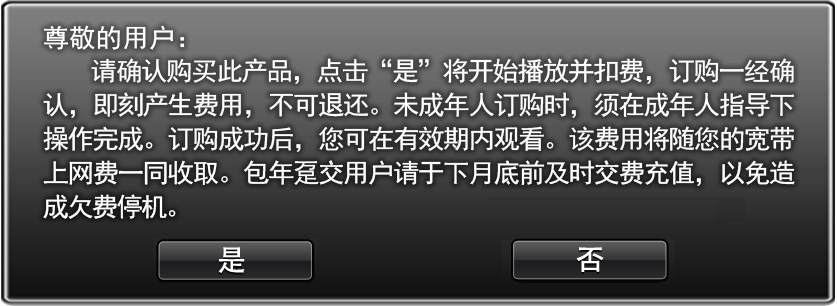 尊敬的用户：
请确认购买此产品，点击“是”将开始播放并扣费，订购一经确
认，即刻产生费用，不可退还。未成年人订购时，须在成年人指导下
操作完成。订购成功后，您可在有效期内观看。该费用将随您的宽带
上网费一同收取。包年趸交用户请于下月底前及时交费充值，以免造
成欠费停机。
是
否